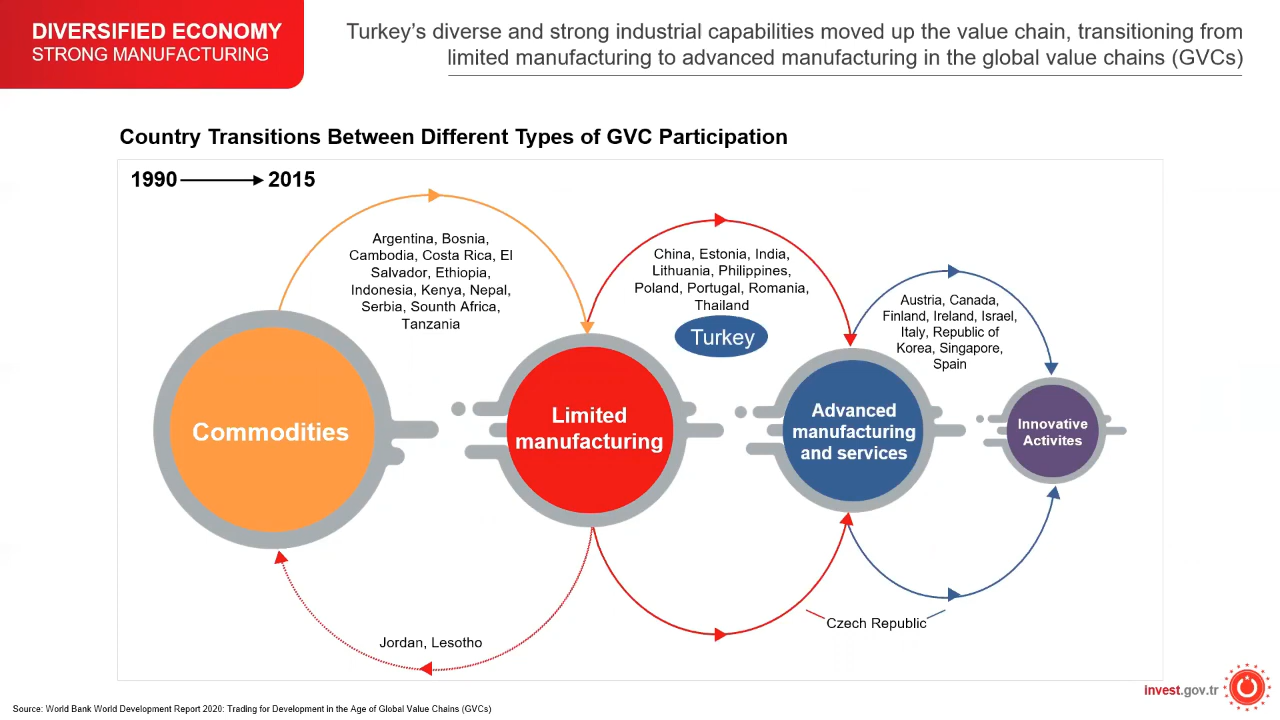 DIVERSIFIED ECONOMY
STRONG MANUFACTURING
Turkey’s diverse and strong industrial capabilities moved up the value chain, transitioning from
limited manufacturing to advanced manufacturing in the global value chains (GVCs)
Country Transitions Between Different Types of GVC Participation
1990 2015
Argentina, Bosnia,
Cambodia, Costa Rica, El
Salvador, Ethiopia,
Indonesia, Kenya, Nepal,
Serbia, Sounth Africa,
Tanzania
China, Estonia, India,
Lithuania, Philippines,
Poland, Portugal, Romania,
Thailand
Turkey
Austria, Canada,
Finland, Ireland, Israel,
Italy, Republic of
Korea, Singapore,
Spain
Commodities
Limited
manufacturing
Advanced
manufacturing
and services
Innovative
Activites
Jordan, Lesotho
Czech Republic
invest.gov.tr
Source: World Bank World Development Report 2020: Trading for Development in the Age of Global Value Chains (GVCs)